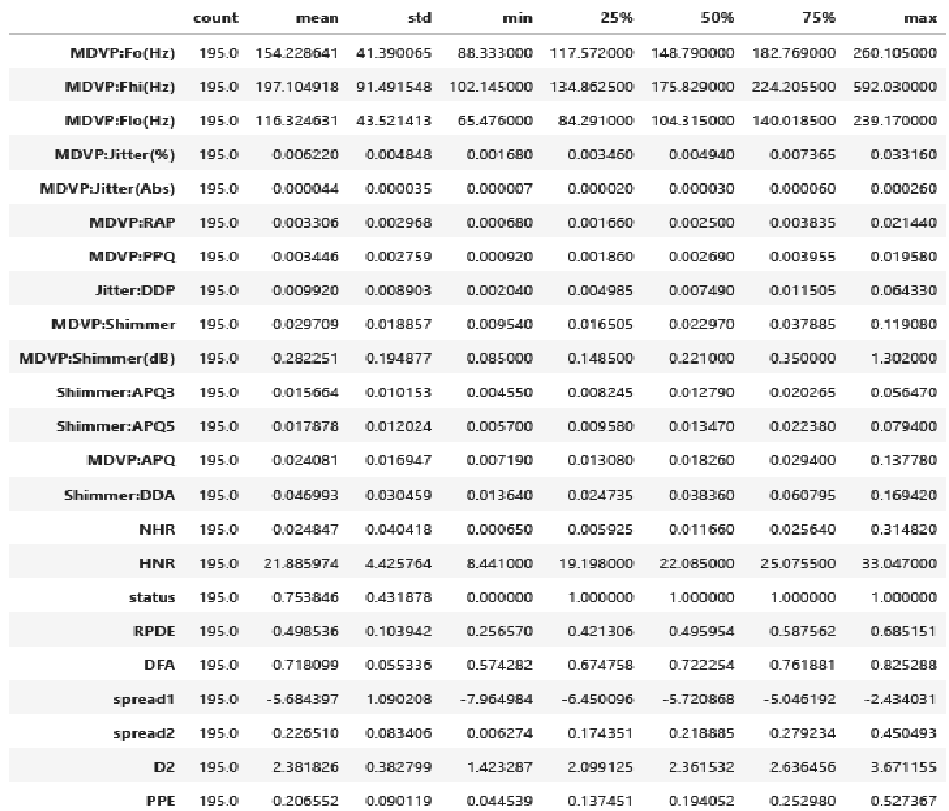 count mean std min 25% 50% 75% max
MDVP:Fo(Hz) 195.0 154.228641 41.390065 88.333000 117.572000 148.790000 182.769000 260.105000
MDVP:Fhi(Hz) 195.0 197.104918 91.491548 102.145000 134.862500 175.829000 224.205500 592.030000
MDVP:Flo(Hz) 195.0 116.324631 43.521413 65.476000 84.291000 104.315000 140.018500 239.170000
MDVP:Jitter(%) 195.0 0.006220 0.004848 0.001680 0.003460 0.004940 0.007365 0.033160
MDVP:Jitter(Abs) 195.0 0.000044 0.000035 0.000007 0.000020 0.000030 0.000060 0.000260
MDVP:RAP 195.0 0.003306 0.002968 0.000680 0.001660 0.002500 0.003835 0.021440
MDVP:PPQ 195.0 0.003446 0.002759 0.000920 0.001860 0.002690 0.003955 0.019580
Jitter:DDP 195.0 0.009920 0.008903 0.002040 0.004985 0.007490 0.011505 0.064330
MDVP:Shimmer 195.0 0.029709 0.018857 0.009540 0.016505 0.022970 0.037885 0.119080
MDVP:Shimmer(dB) 195.0 0.282251 0.194877 0.085000 0.148500 0.221000 0.350000 1.302000
Shimmer:APQ3 195.0 0.015664 0.010153 0.004550 0.008245 0.012790 0.020265 0.056470
Shimmer:APQ5 195.0 0.017878 0.012024 0.005700 0.009580 0.013470 0.022380 0.079400
MDVP:APQ 195.0 0.024081 0.016947 0.007190 0.013080 0.018260 0.029400 0.137780
Shimmer:DDA 195.0 0.046993 0.030459 0.013640 0.024735 0.038360 0.060795 0.169420
NHR 195.0 0.024847 0.040418 0.000650 0.005925 0.011660 0.025640 0.314820
HNR 195.0 21.885974 4.425764 8.441000 19.198000 22.085000 25.075500 33.047000
status 195.0 0.753846 0.431878 0.000000 1.000000 1.000000 1.000000 1.000000
RPDE 195.0 0.498536 0.103942 0.256570 0.421306 0.495954 0.587562 0.685151
DFA 195.0 0.718099 0.055336 0.574282 0.674758 0.722254 0.761881 0.825288
spread1 195.0 -5.684397 1.090208 -7.964984 -6.450096 -5.720868 -5.046192 -2.434031
spread2 195.0 0.226510 0.083406 0.006274 0.174351 0.218885 0.279234 0.450493
D2 195.0 2.381826 0.382799 1.423287 2.099125 2.361532 2.636456 3.671155
PPE 195.0 0.206552 0.090119 0.044539 0.137451 0.194052 0.252980 0.527367